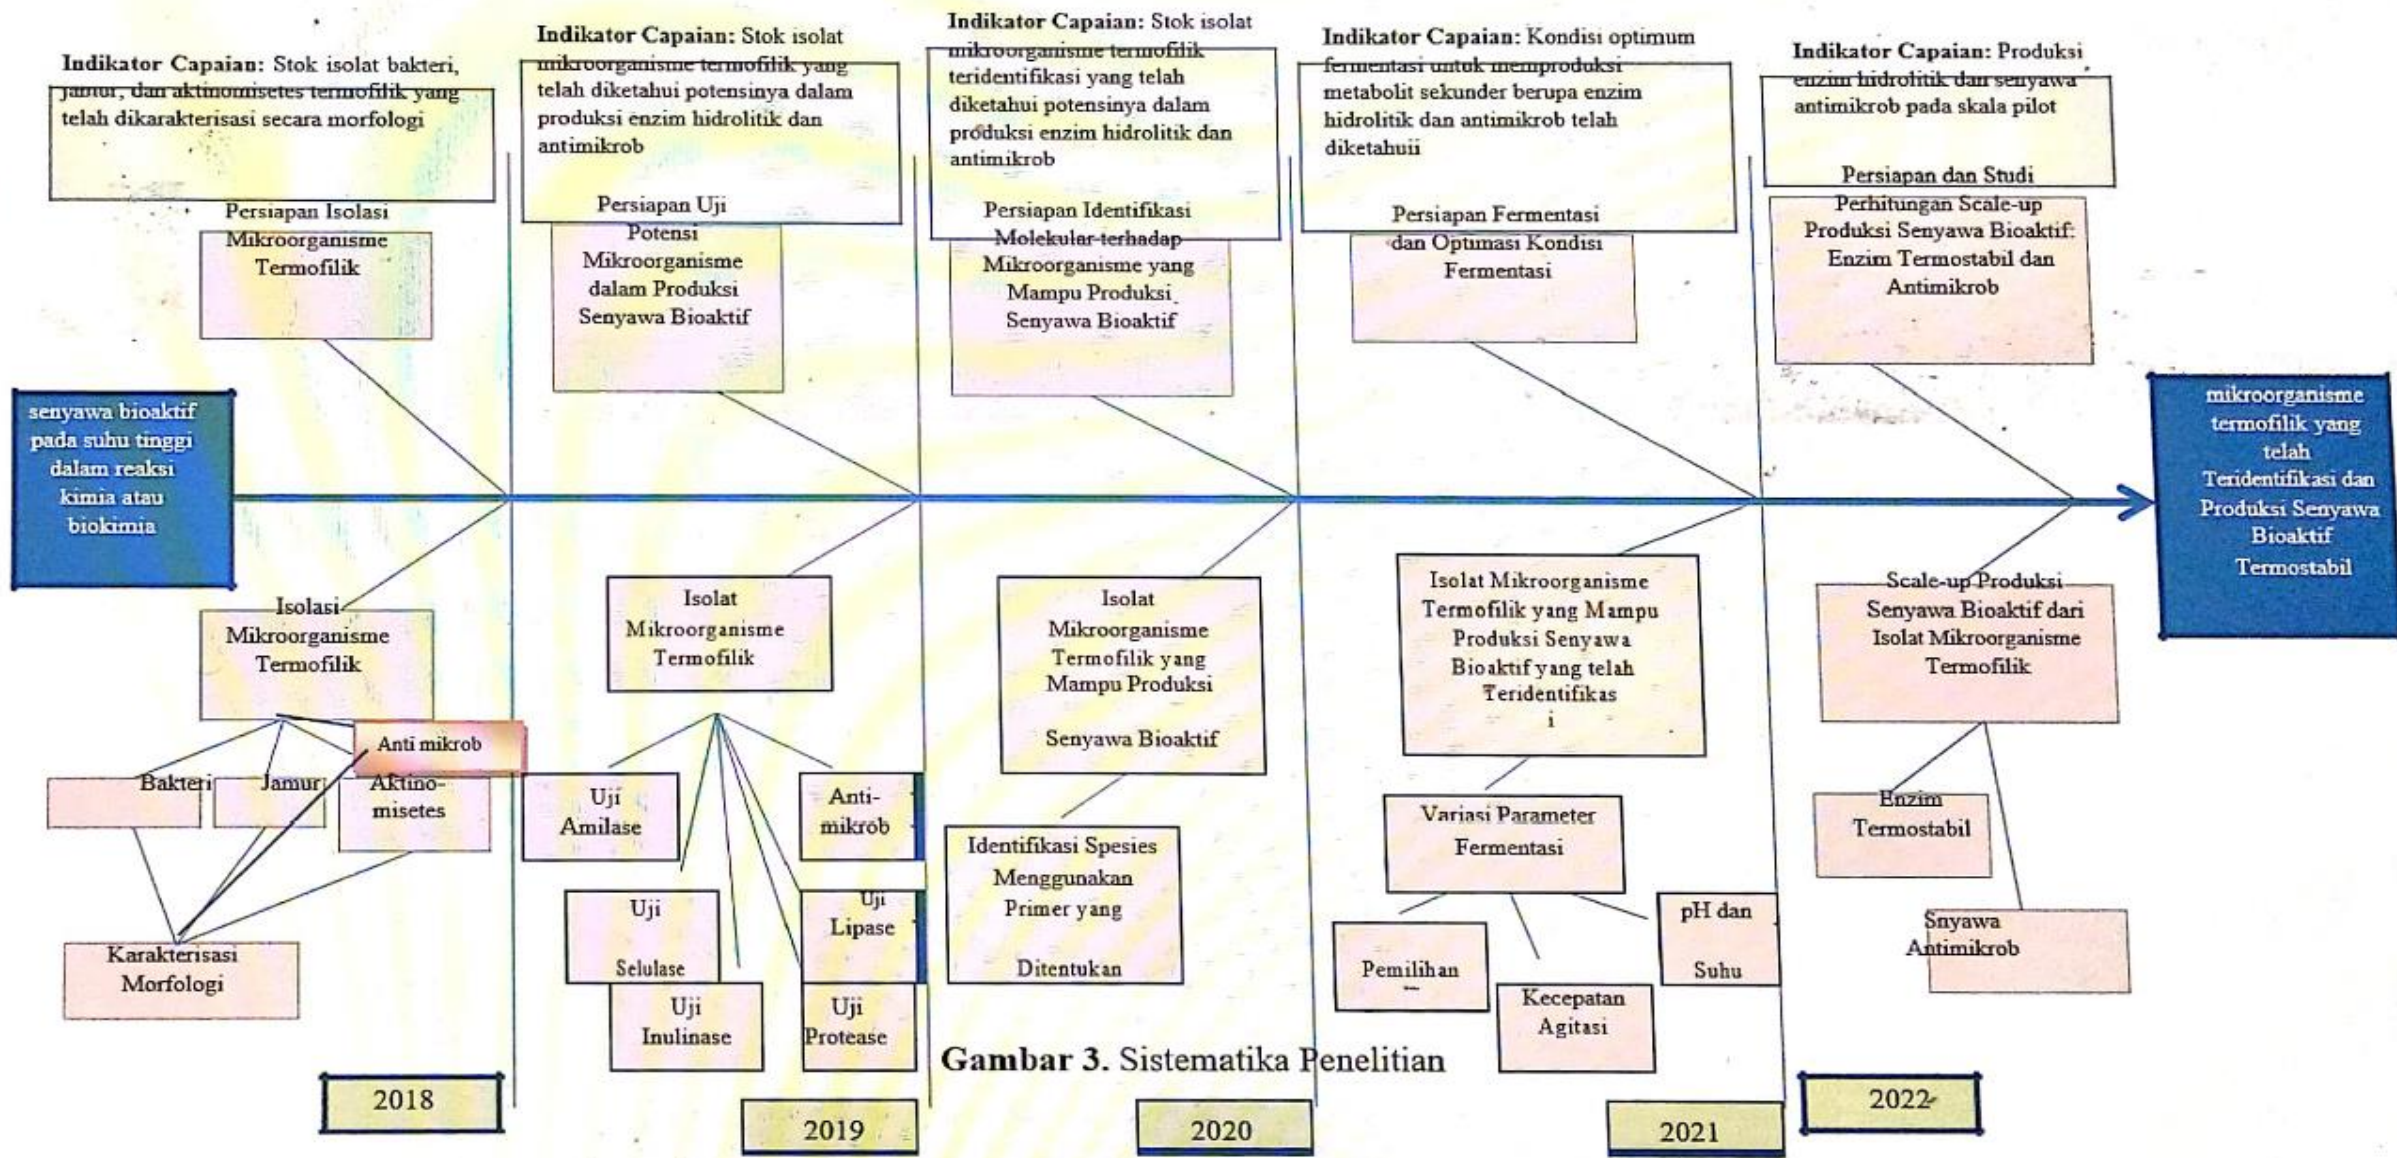 Indikator Capaian: Stok isolat bakteri,
jamur, dan aktinomisetes termofilik yang
telah dikarakterisasi secara morfologi
Indikator Capaian: Stok isolat
mikroorganisme termofilik yang
telah diketahui potensinya dalam
produksi enzim hidrolitik dan
antimikrob
Indikator Capaian: Stok isolat
mikroorganisme termofilik
teridentifikasi yang telah
diketahui potensinya dalam
produksi enzim hidrolitik dan
antimikrob
Indikator Capaian: Kondisi optimum
fermentasi untuk memproduksi
metabolit sekunder berupa enzim
hidrolitik dan antimikrob telah
diketahuii
Indikator Capaian: Produksi
enzim hidrolitik dan senyawa
antimikrob pada skala pilot
Persiapan Isolasi
Mikroorganisme
Termofilik
Persiapan Uji
Potensi
Mikroorganisme
dalam Produksi
Senyawa Bioaktif
Persiapan Identifikasi
Molekular terhadap
Mikroorganisme yang
Mampu Produksi
Senyawa Bioaktif
Persiapan Fermentasi
dan Optimasi Kondisi
Fermentasi
Persiapan dan Studi
Perhitungan Scale-up
Produksi Senyawa Bioaktif:
Enzim Termostabil dan
Antimikrob
senyawa bioaktif
pada suhu tinggi
dalam reaksi
kimia atau
biokimia
mikroorganisme
termofilik yang
telah
Teridentifikasi dan
Produksi Senyawa
Bioaktif
Termostabil
Isolasi
Mikroorganisme
Termofilik
Anti mikrob
Bakteri
Jamur
Aktino-
misetes
Karakterisasi
Morfologi
Isolat
Mikroorganisme
Termofilik
Uji
Amilase
Anti-
mikrob
Uji
Selulase
Uji
Lipase
Uji
Inulinase
Uji
Protease
Isolat
Mikroorganisme
Termofilik yang
Mampu Produksi
Senyawa Bioaktif
Identifikasi Spesies
Menggunakan
Primer yang
Ditentukan
Isolat Mikroorganisme
Termofilik yang Mampu
Produksi Senyawa
Bioaktif yang telah
Teridentifikas
i
Variasi Parameter
Fermentasi
Pemilihan
Kecepatan
Agitasi
pH dan
Suhu
Scale-up Produksi
Senyawa Bioaktif dari
Isolat Mikroorganisme
Termofilik
Enzim
Termostabil
Snyawa
Antimikrob
Gambar 3. Sistematika Penelitian
2018
2019
2020
2021
2022